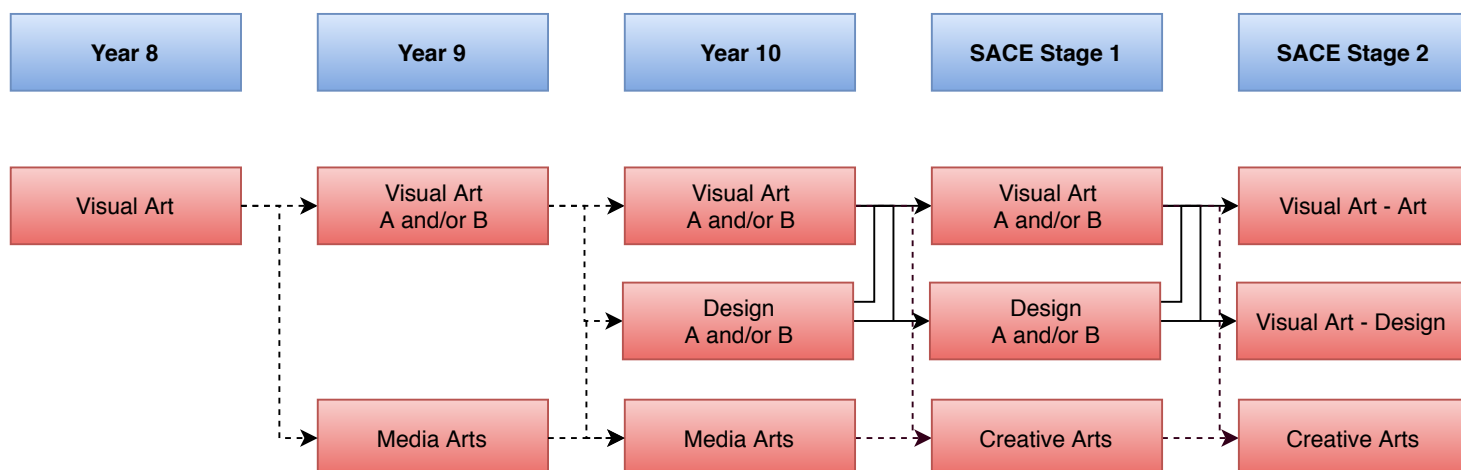 Year 8
Year 9
Year 10
SACE Stage 1
SACE Stage 2
Visual Art
Visual Art
A and/or B
Visual Art
A and/or B
Visual Art
A and/or B
Visual Art - Art
Design
A and/or B
Design
A and/or B
Visual Art - Design
Media Arts
Media Arts
Creative Arts
Creative Arts